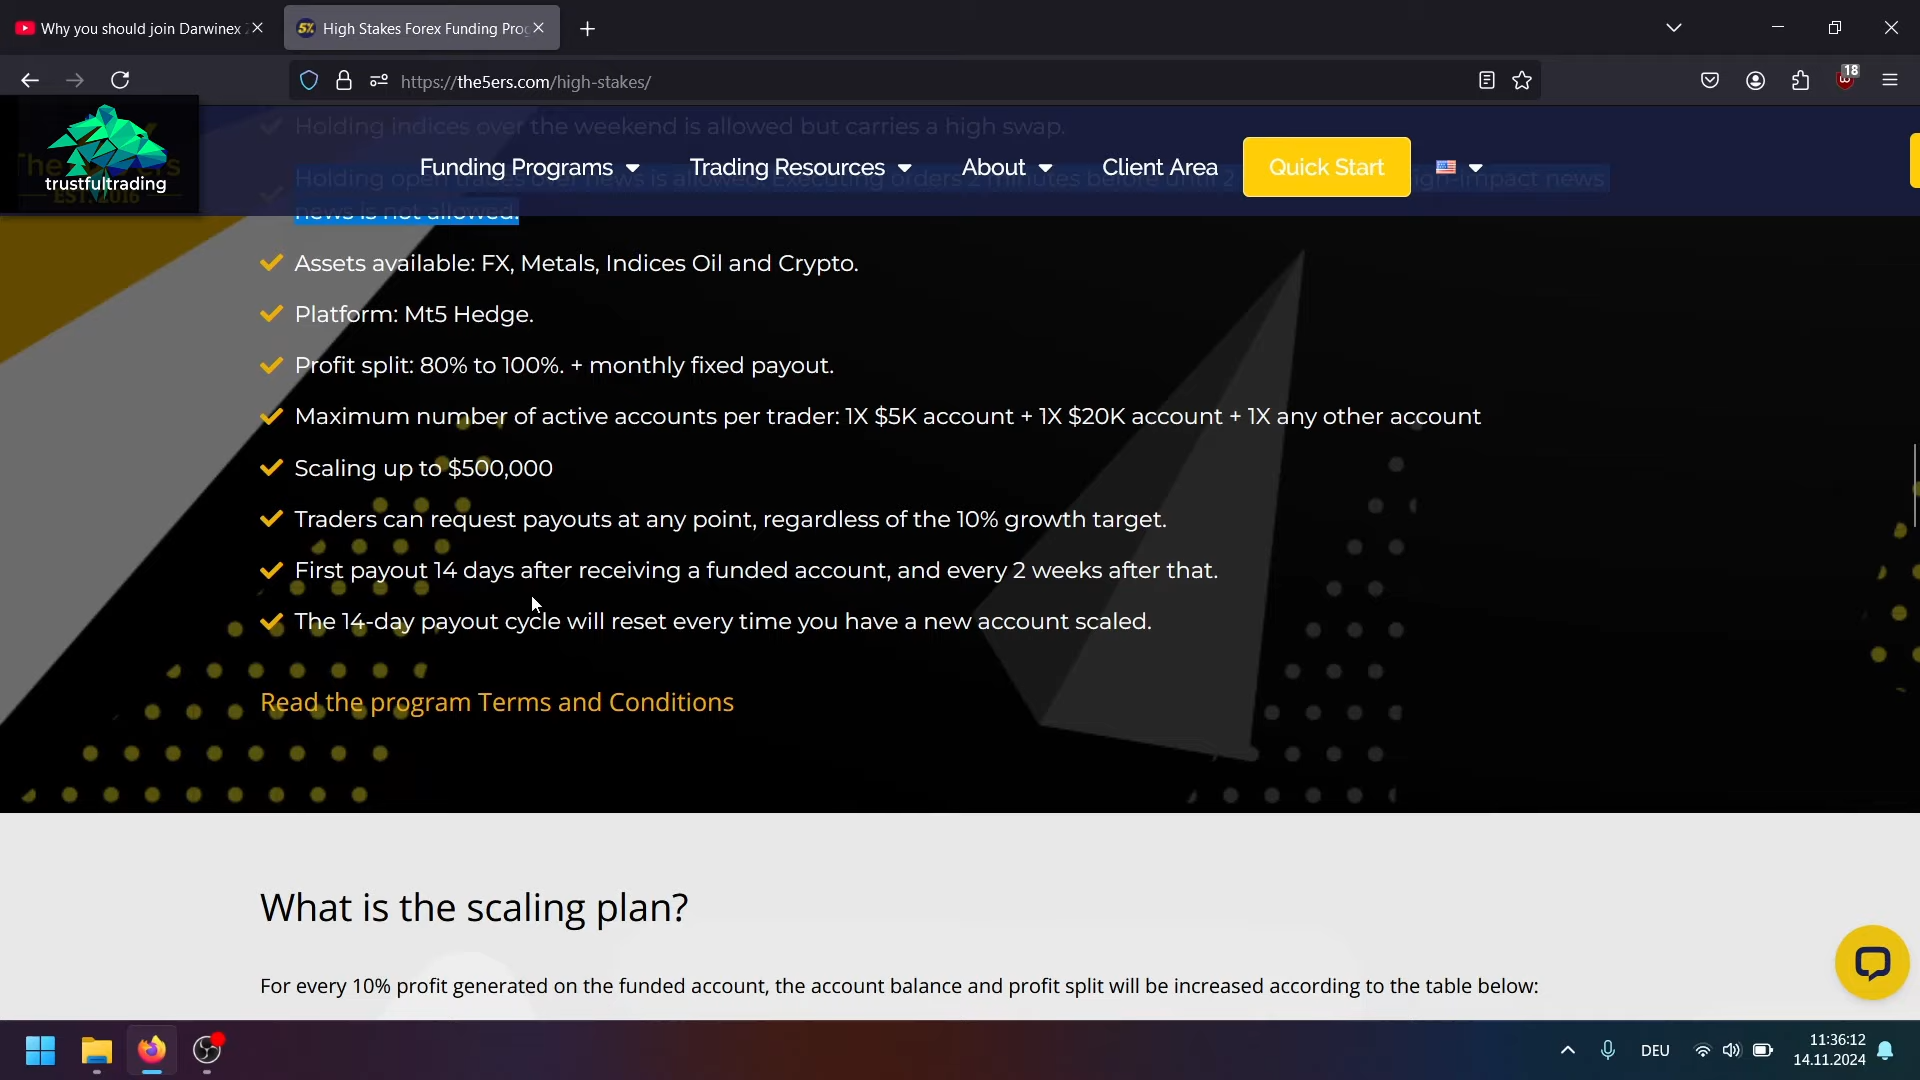 Why you should join Darwinex
High Stakes Forex Funding Prog
https://the5ers.com/high-stakes/
18
Holding indices over the weekend is allowed but carries a high swap.
trustfultrading
Funding Programs
Trading Resources
About
Client Area
Quick Start
news is not allowed.
Assets available: FX, Metals, Indices Oil and Crypto.
Platform: Mt5 Hedge.
Profit split: 80% to 100%. + monthly fixed payout.
Maximum number of active accounts per trader: 1X $5K account + 1X $20K account + 1X any other account
Scaling up to $500,000
Traders can request payouts at any point, regardless of the 10% growth target.
First payout 14 days after receiving a funded account, and every 2 weeks after that.
The 14-day payout cycle will reset every time you have a new account scaled.
Read the program Terms and Conditions
What is the scaling plan?
For every 10% profit generated on the funded account, the account balance and profit split will be increased according to the table below:
DEU
11:36:12
14.11.2024